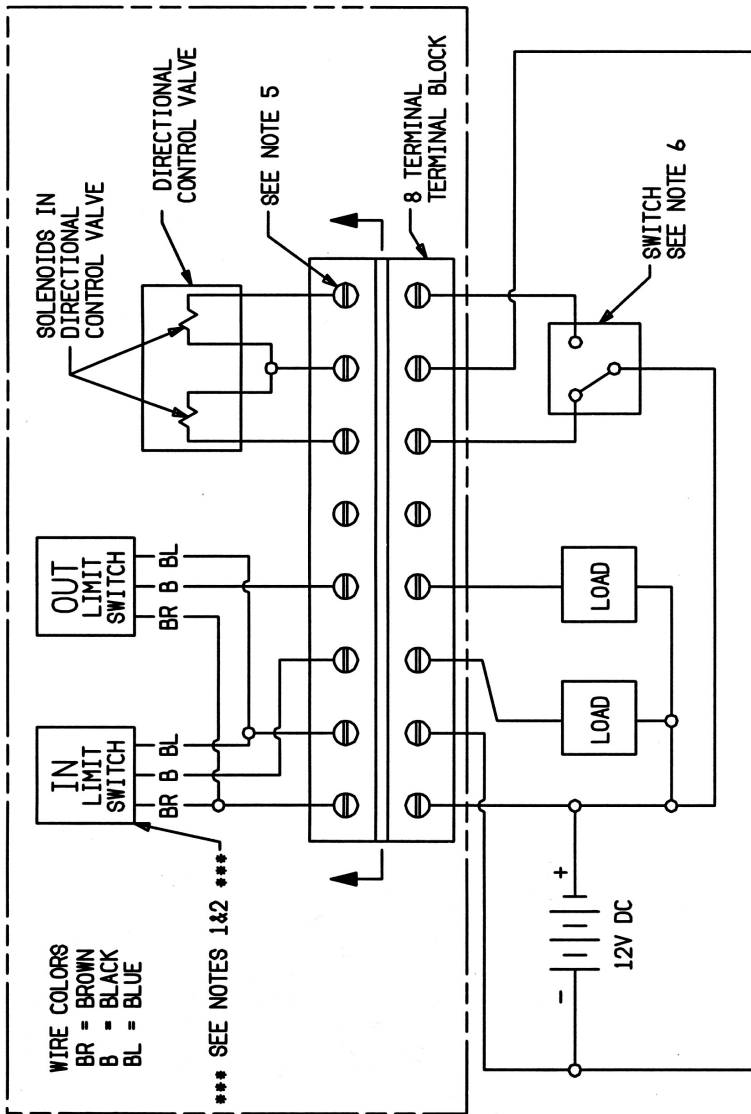 WIRE COLORS
BR = BROWN
B = BLACK
BL = BLUE
*** SEE NOTES 1&2 ***
IN
LIMIT
SWITCH
BR
B
BL
OUT
LIMIT
SWITCH
BR
B
BL
SOLENOIDS IN
DIRECTIONAL
CONTROL VALVE
DIRECTIONAL
CONTROL VALVE
SEE NOTE 5
8 TERMINAL
TERMINAL BLOCK
-
+
12V DC
LOAD
LOAD
SWITCH
SEE NOTE 6